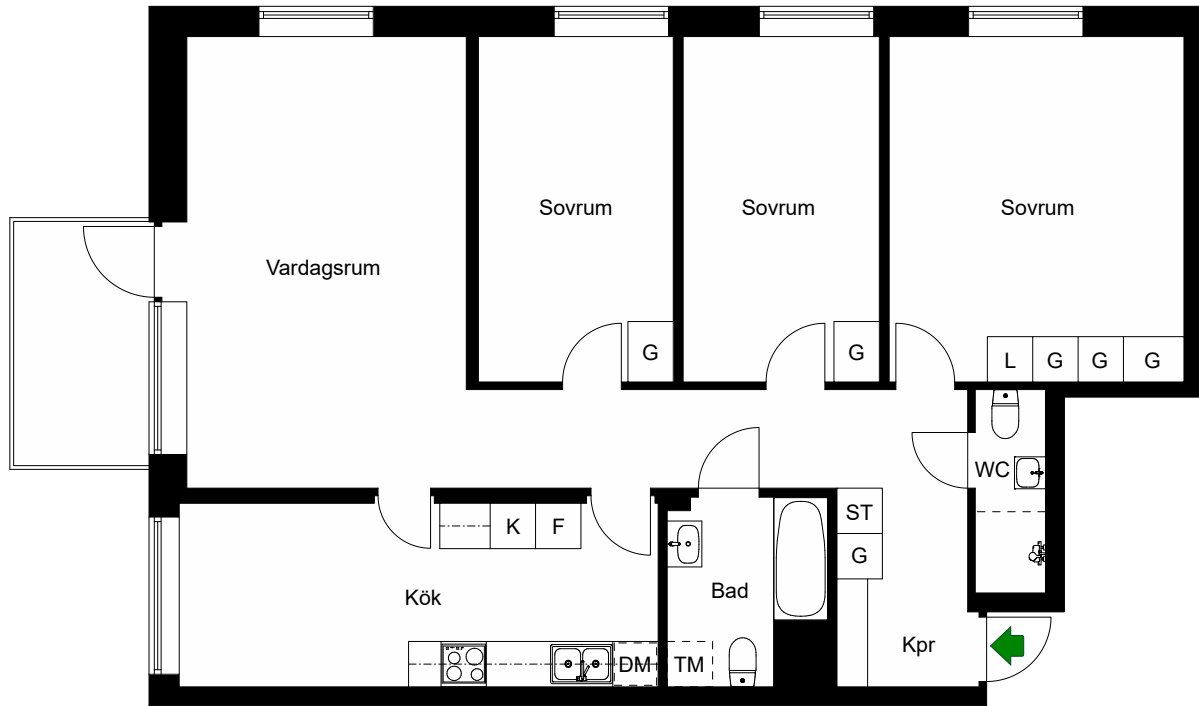 Sovrum
Sovrum
Sovrum
Vardagsrum
G
G
L
G
G
G
WC
K
F
ST
G
Bad
Kök
Kpr
DM
TM